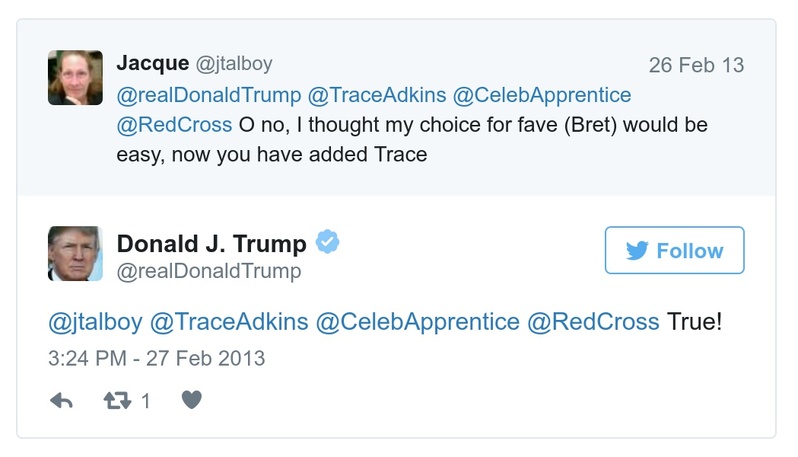 Jacque @jtalboy 26 Feb 13
@realDonaldTrump @TraceAdkins @CelebApprentice
@RedCross O no, I thought my choice for fave (Bret) would be
easy, now you have added Trace
Donald J. Trump
@realDonaldTrump
Follow
@jtalboy @TraceAdkins @CelebApprentice @RedCross True!
3:24 PM - 27 Feb 2013
1